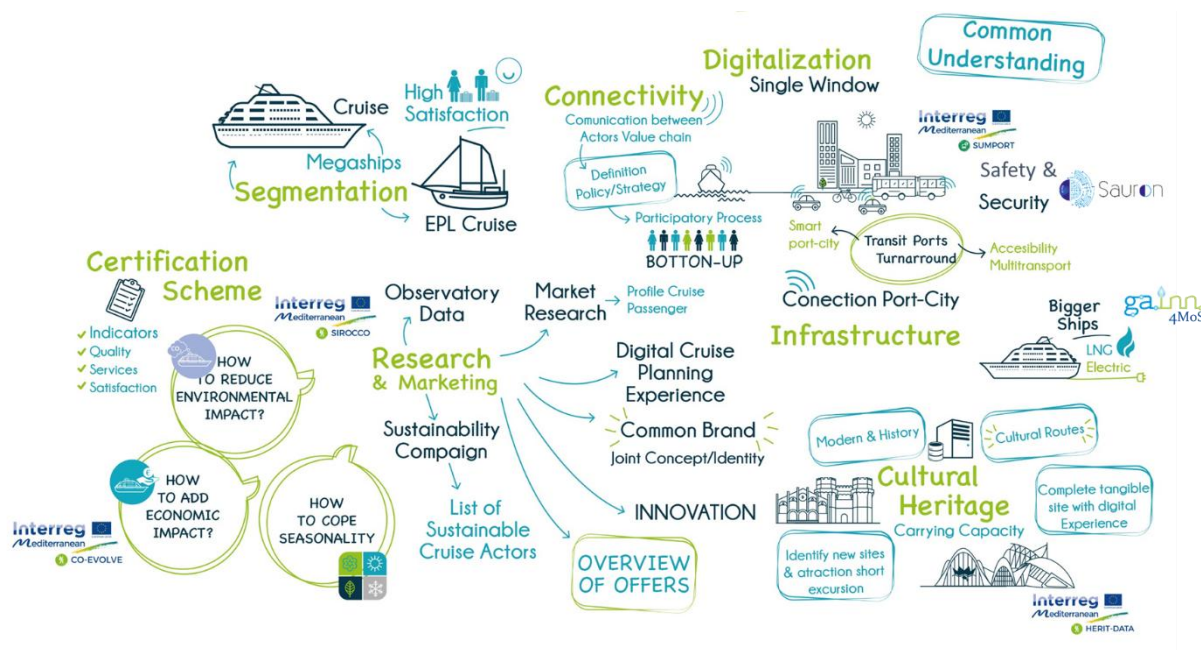 Common
Understanding
Digitalization
Single Window
Connectivity
Comunication between
Actors Value chain
Definition
Policy/Strategy
Participatory Process
BOTTON-UP
High
Satisfaction
Cruise
Megaships
Segmentation
EPL Cruise
Interreg
Mediterranean
SUMPORT
Safety &
Security
Sauron
Smart
port-city
Transit Ports
Turnarround
Accesibility
Multitransport
Conection Port-City
Infrastructure
Bigger
Ships
LNG
Electric
gainn
4MoS
Certification
Scheme
Indicators
Quality
Services
Satisfaction
Interreg
Mediterranean
SIROCCO
HOW
TO REDUCE
ENVIRONMENTAL
IMPACT?
HOW
TO ADD
ECONOMIC
IMPACT?
HOW
TO COPE
SEASONALITY
Interreg
Mediterranean
CO-EVOLVE
Observatory
Data
Market
Research
Profile Cruise
Passenger
Research
& Marketing
Digital Cruise
Planning
Experience
Common Brand
Joint Concept/Identity
Sustainability
Campaign
List of
Sustainable
Cruise Actors
INNOVATION
OVERVIEW
OF OFFERS
Modern & History
Cultural Routes
Cultural
Heritage
Carrying Capacity
Complete tangible
site with digital
Experience
Identify new sites
& atraction short
excursion
Interreg
Mediterranean
HERIT-DATA